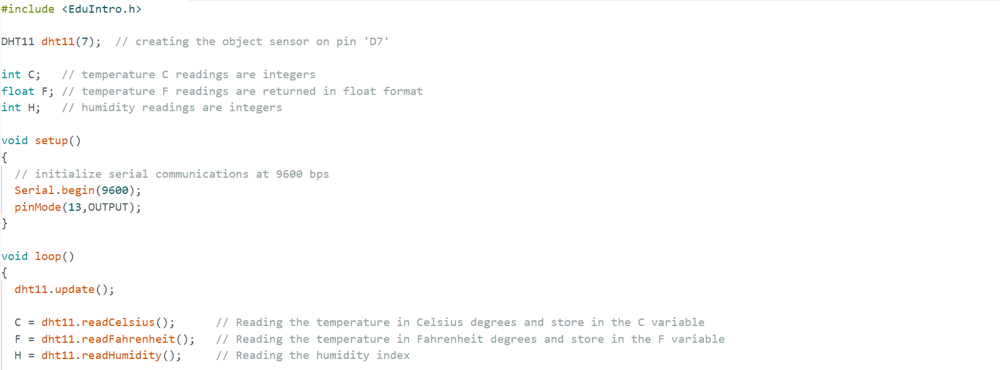 #include <EduIntro.h>
DHT11 dht11(7);  // creating the object sensor on pin 'D7'
int C;   // temperature C readings are integers
float F; // temperature F readings are returned in float format
int H;   // humidity readings are integers
void setup()
{
  // initialize serial communications at 9600 bps
  Serial.begin(9600);
  pinMode(13,OUTPUT);
}
void loop()
{
  dht11.update();
  C = dht11.readCelsius();      // Reading the temperature in Celsius degrees and store in the C variable
  F = dht11.readFahrenheit();   // Reading the temperature in Fahrenheit degrees and store in the F variable
  H = dht11.readHumidity();     // Reading the humidity index